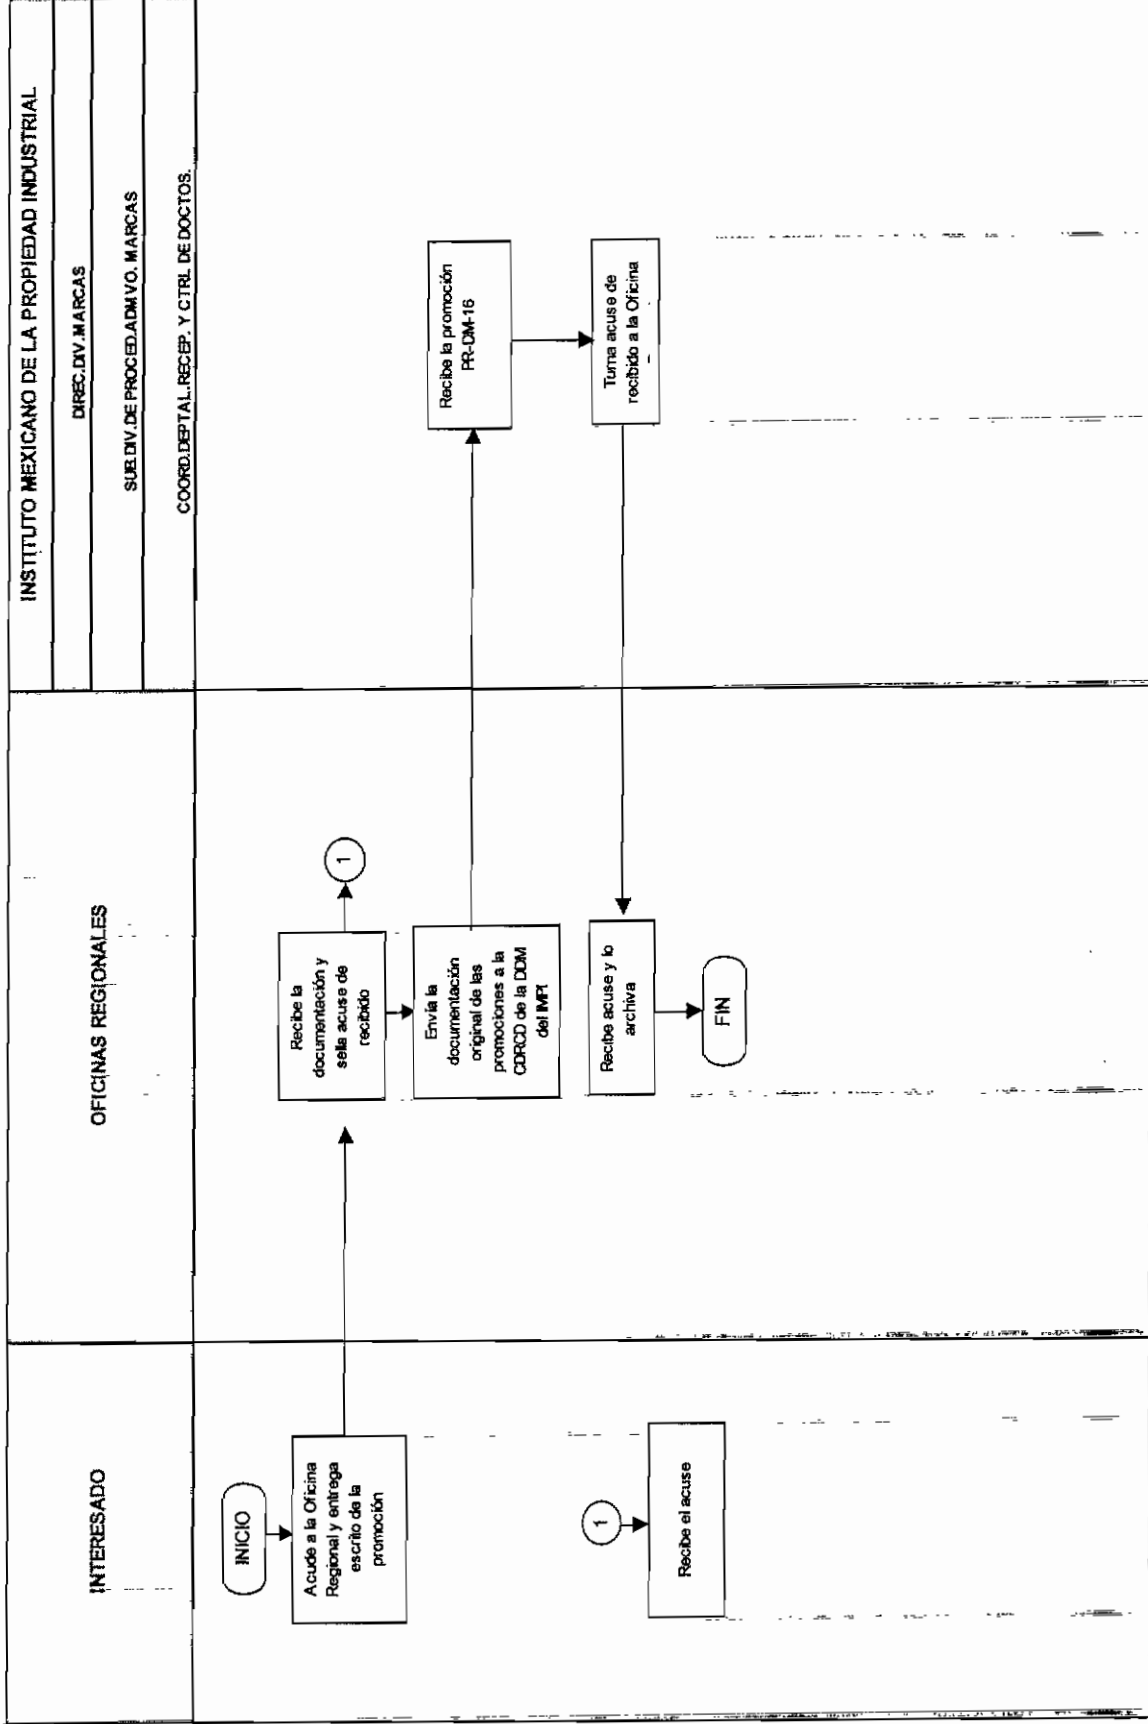 INTERESADO
OFICINAS REGIONALES
INSTITUTO MEXICANO DE LA PROPIEDAD INDUSTRIAL
DIREC.DIV.MARCAS
SUB.DIV.DE PROCED.ADMVO. MARCAS
COORD.DEPTAL.RECEP. Y CTRL DE DOCTOS.
INICIO
Acude a la Oficina
Regional y entrega
escrito de la
promoción
1
Recibe el acuse
Recibe la
documentación y
sella acuse de
recibido
1
Envía la
documentación
original de las
promociones a la
CDRCD de la DDM
del IMPI
Recibe acuse y lo
archiva
FIN
Recibe la promoción
PR-DM-16
Turna acuse de
recibido a la Oficina